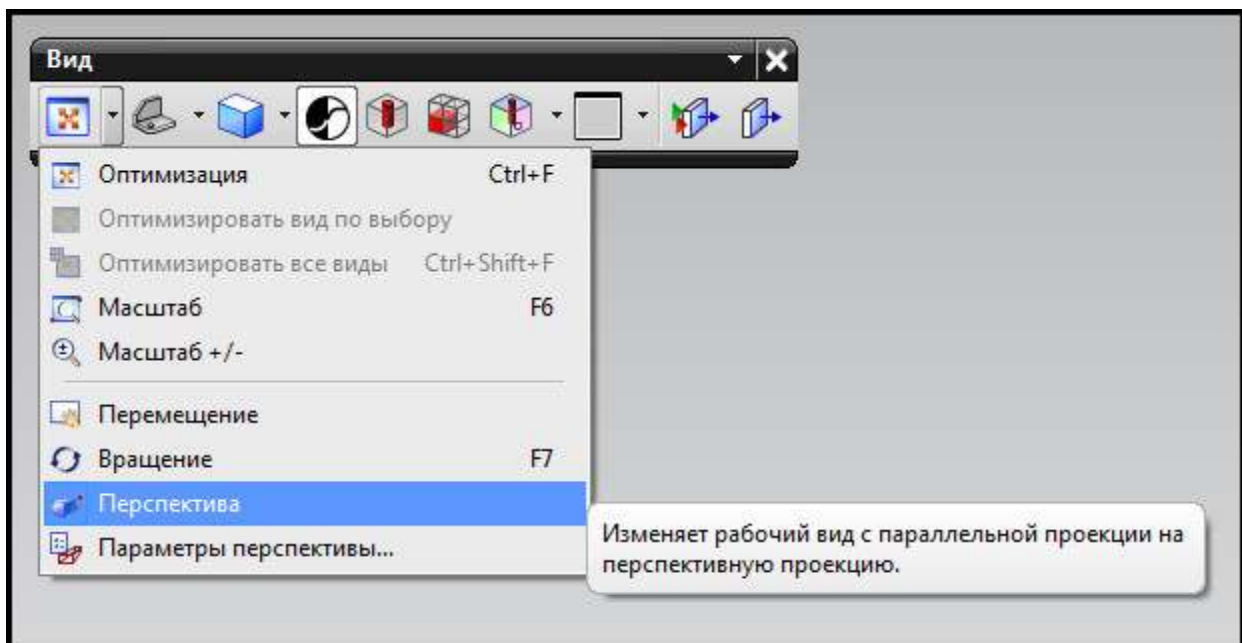 Вид
Оптимизация Ctrl+F
Оптимизировать вид по выбору
Оптимизировать все виды Ctrl+Shift+F
Масштаб F6
Масштаб +/-
Перемещение
Вращение F7
Перспектива
Параметры перспективы...
Изменяет рабочий вид с параллельной проекции на
перспективную проекцию.